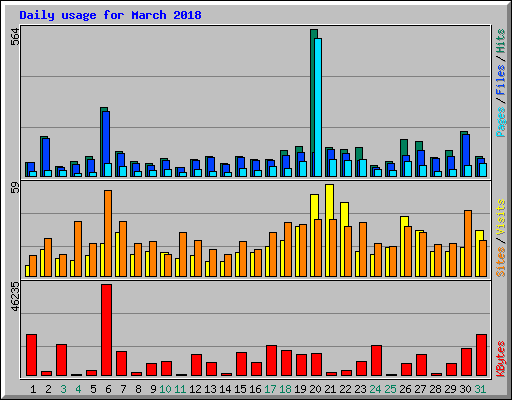 Daily usage for March 2018
564
Pages / Files / Hits
59
Sites / Visits
46235
KBytes
1 2 3 4 5 6 7 8 9 10 11 12 13 14 15 16 17 18 19 20 21 22 23 24 25 26 27 28 29 30 31